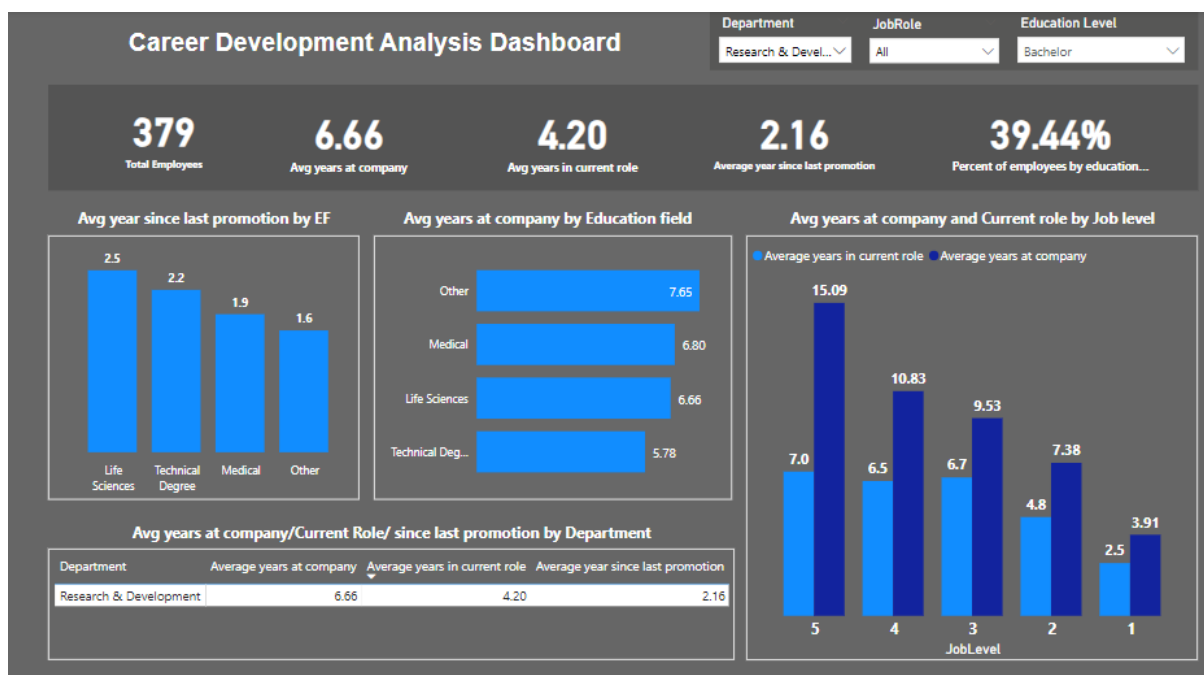 Career Development Analysis Dashboard
Department
JobRole
Education Level
Research & Devel...
All
Bachelor
379
Total Employees
6.66
Avg years at company
4.20
Avg years in current role
2.16
Average year since last promotion
39.44%
Percent of employees by education...
Avg year since last promotion by EF
2.5
2.2
1.9
1.6
Life
Sciences
Technical
Degree
Medical
Other
Avg years at company by Education field
Other
7.65
Medical
6.80
Life Sciences
6.66
Technical Deg...
5.78
Avg years at company and Current role by Job level
Average years in current role
Average years at company
7.0
15.09
6.5
10.83
6.7
9.53
4.8
7.38
2.5
3.91
5
4
3
2
1
JobLevel
Avg years at company/Current Role/ since last promotion by Department
Department Average years at company Average years in current role Average year since last promotion
Research & Development 6.66 4.20 2.16